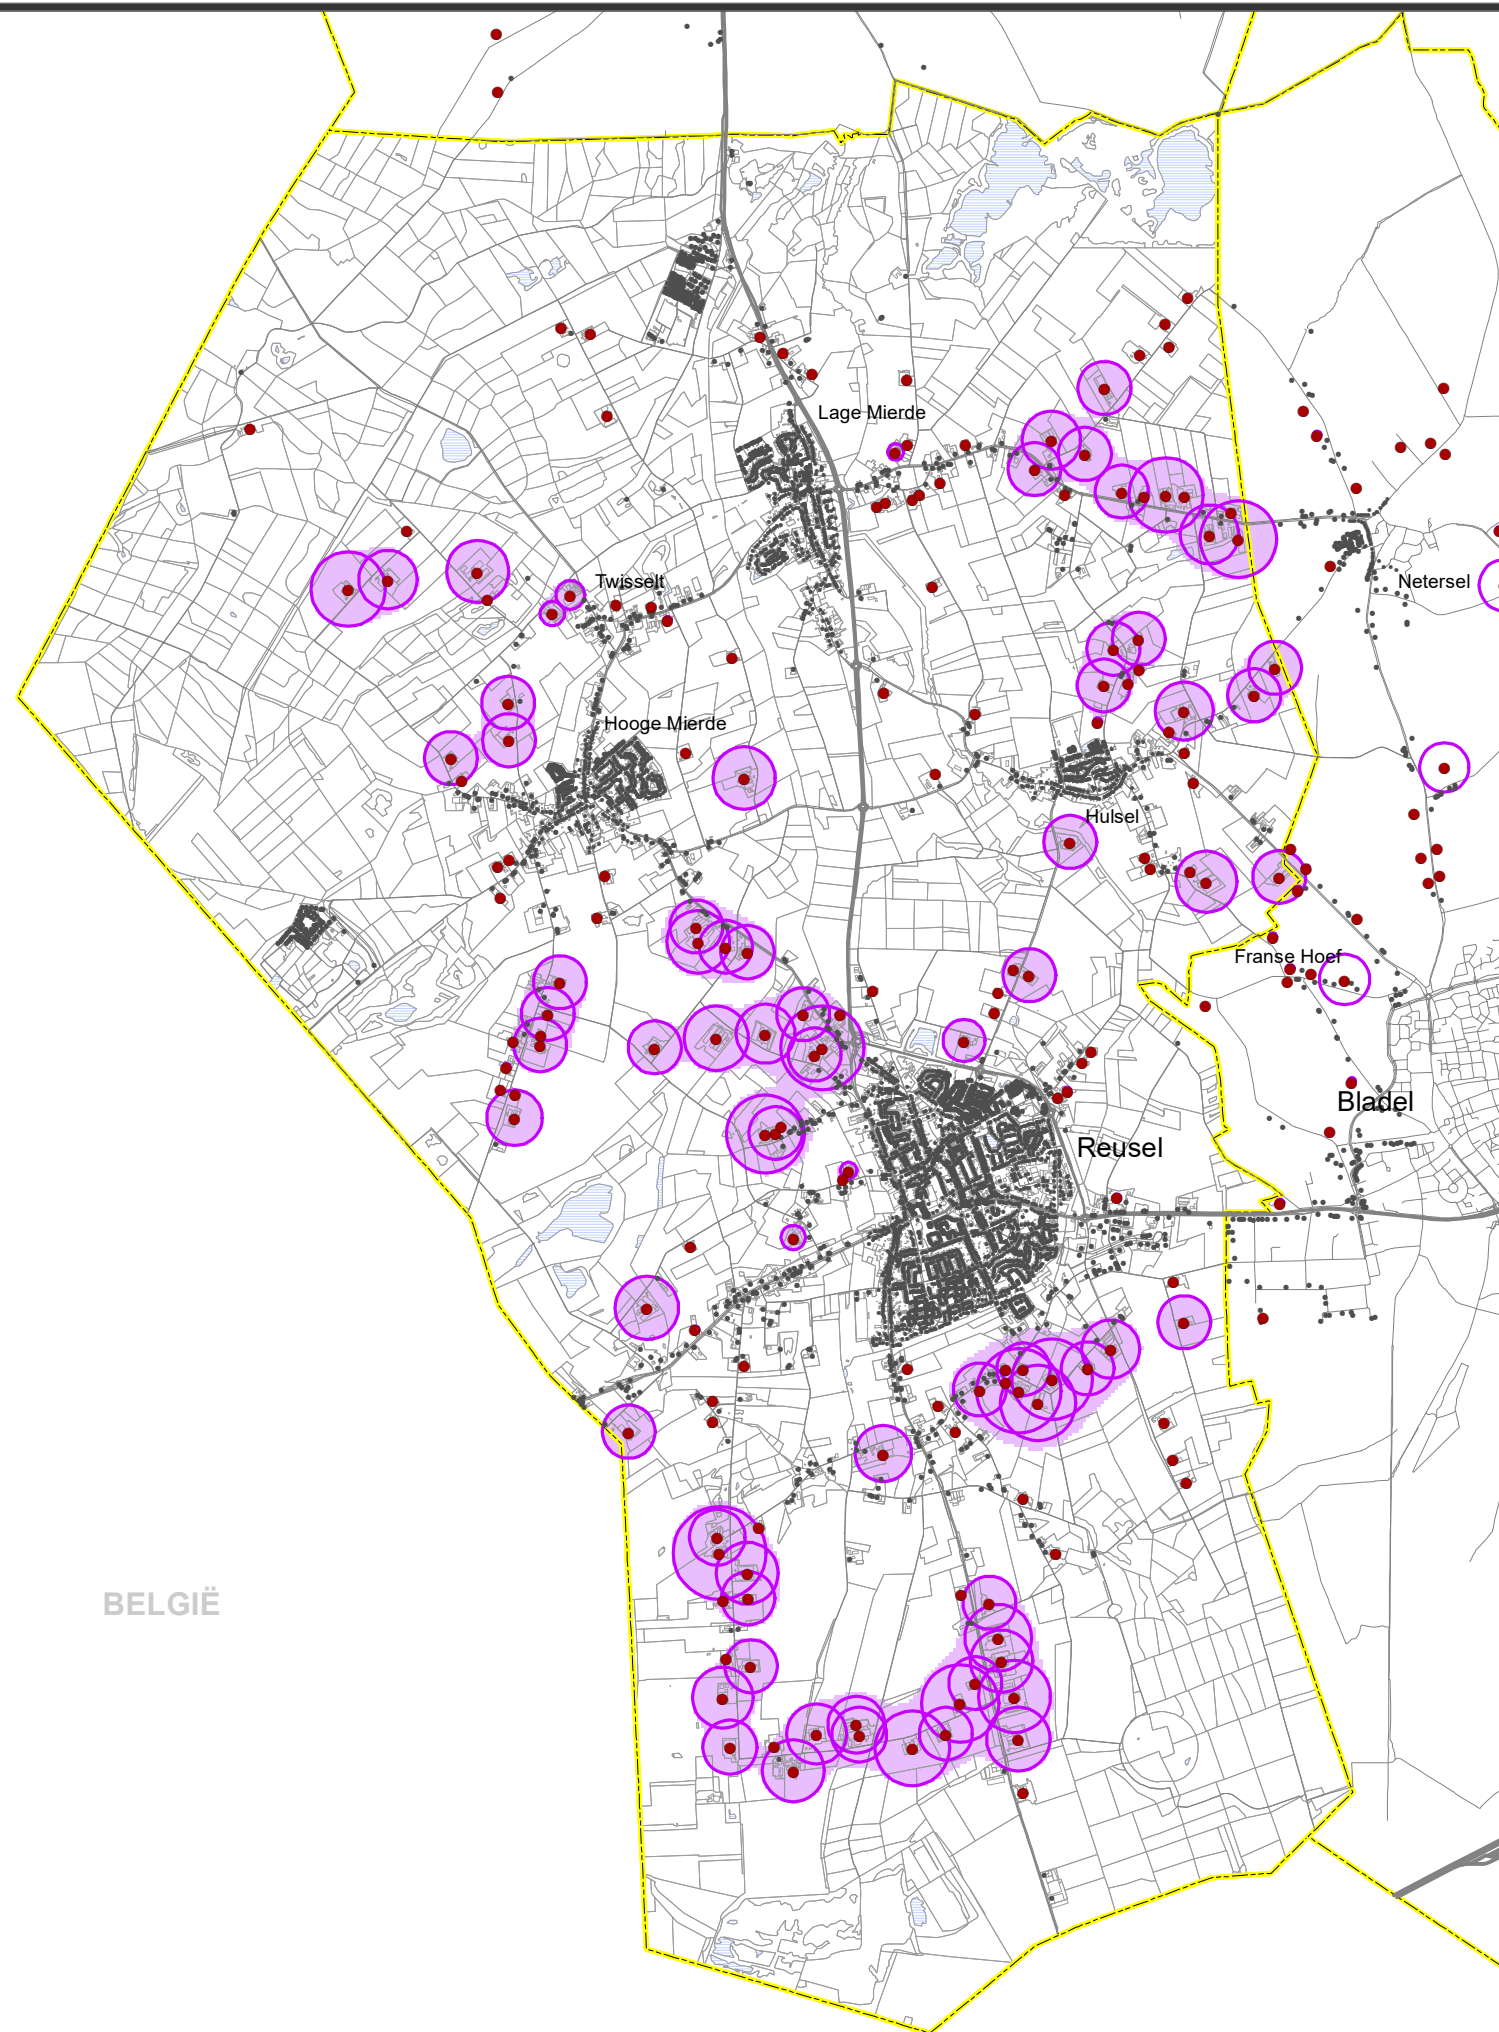 Lage Mierde
Twisselt
Netersel
Hooge Mierde
Hulsel
Franse Hoef
Bladel
Reusel
BELGIË